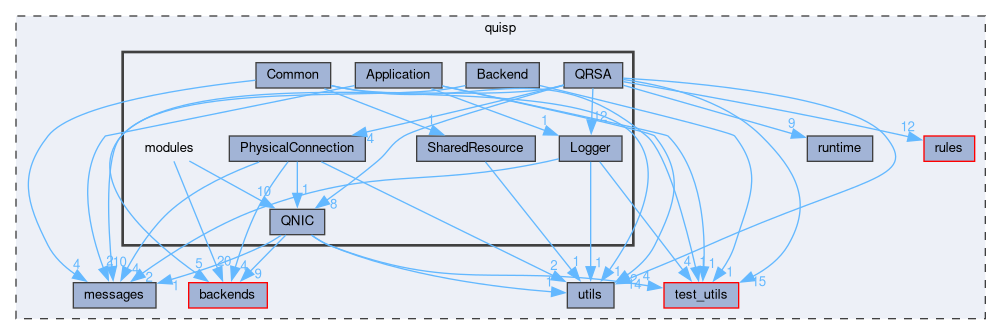 quisp
Common
Application
Backend
QRSA
4
1
1
12
9
12
modules
PhysicalConnection
SharedResource
Logger
runtime
rules
10
1
8
QNIC
4
2
10
4
2
1
5
20
4
9
2
1
1
1
1
2
14
4
4
1
1
1
15
messages
backends
utils
test_utils